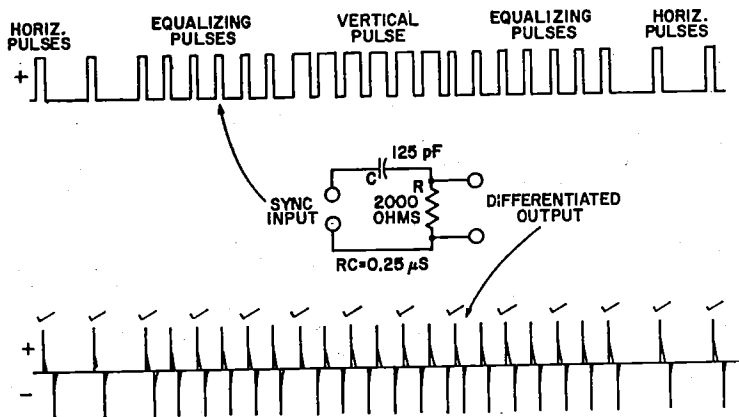 HORIZ.
PULSES
EQUALIZING
PULSES
VERTICAL
PULSE
EQUALIZING
PULSES
HORIZ.
PULSES
+
125 pF
C
R
2000
OHMS
SYNC
INPUT
DIFFERENTIATED
OUTPUT
RC=0.25 µS
+
−